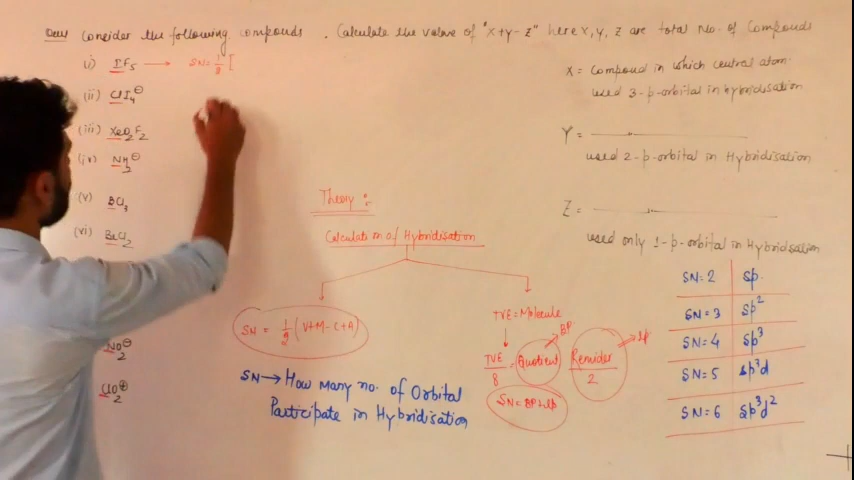 Ques Consider the following compounds . Calculate the value of "x+y-z" here x, y, z are total No. of Compounds
(i) IF₅ → SN = 1/2 [
(ii) ClI₄⊖
(iii) XeO₂F₂
(iv) NH₂⊖
(v) BCl₃
(vi) BeCl₂
NO₂⊖
ClO₂⊕
X = Compound in which central atom
used 3-p-orbital in hybridisation
Y = ————
used 2-p-orbital in Hybridisation
Z = ————
used only 1-p-orbital in Hybridisation
Theory :-
Calculation of Hybridisation
SN = 1/2 (V+M-C+A)
TVE = Molecule
TVE/8 = Quotient → BP
Remider/2 → lp
SN = BP+lp
SN → How many no. of Orbital
Participate in Hybridisation
SN = 2 sp
SN = 3 sp²
SN = 4 sp³
SN = 5 sp³d
SN = 6 sp³d²